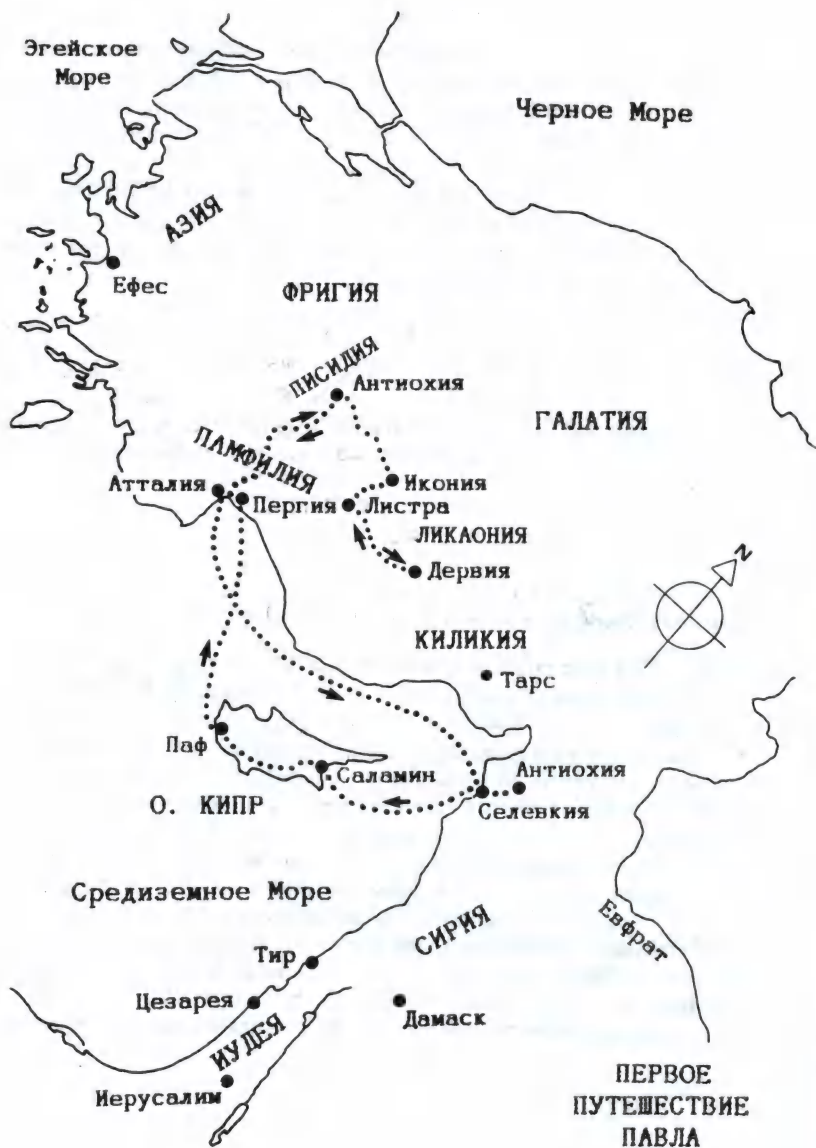 Эгейское
Море
Черное Море
АЗИЯ
Ефес
ФРИГИЯ
ПИСИДИЯ
Антиохия
ГАЛАТИЯ
ПАМФИЛИЯ
Атталия
Пергия
Икония
Листра
ЛИКАОНИЯ
Дервия
N
КИЛИКИЯ
Тарс
Паф
Саламин
Антиохия
Селевкия
О. КИПР
Средиземное Море
СИРИЯ
Евфрат
Тир
Цезарея
Дамаск
ИУДЕЯ
Иерусалим
ПЕРВОЕ
ПУТЕШЕСТВИЕ
ПАВЛА